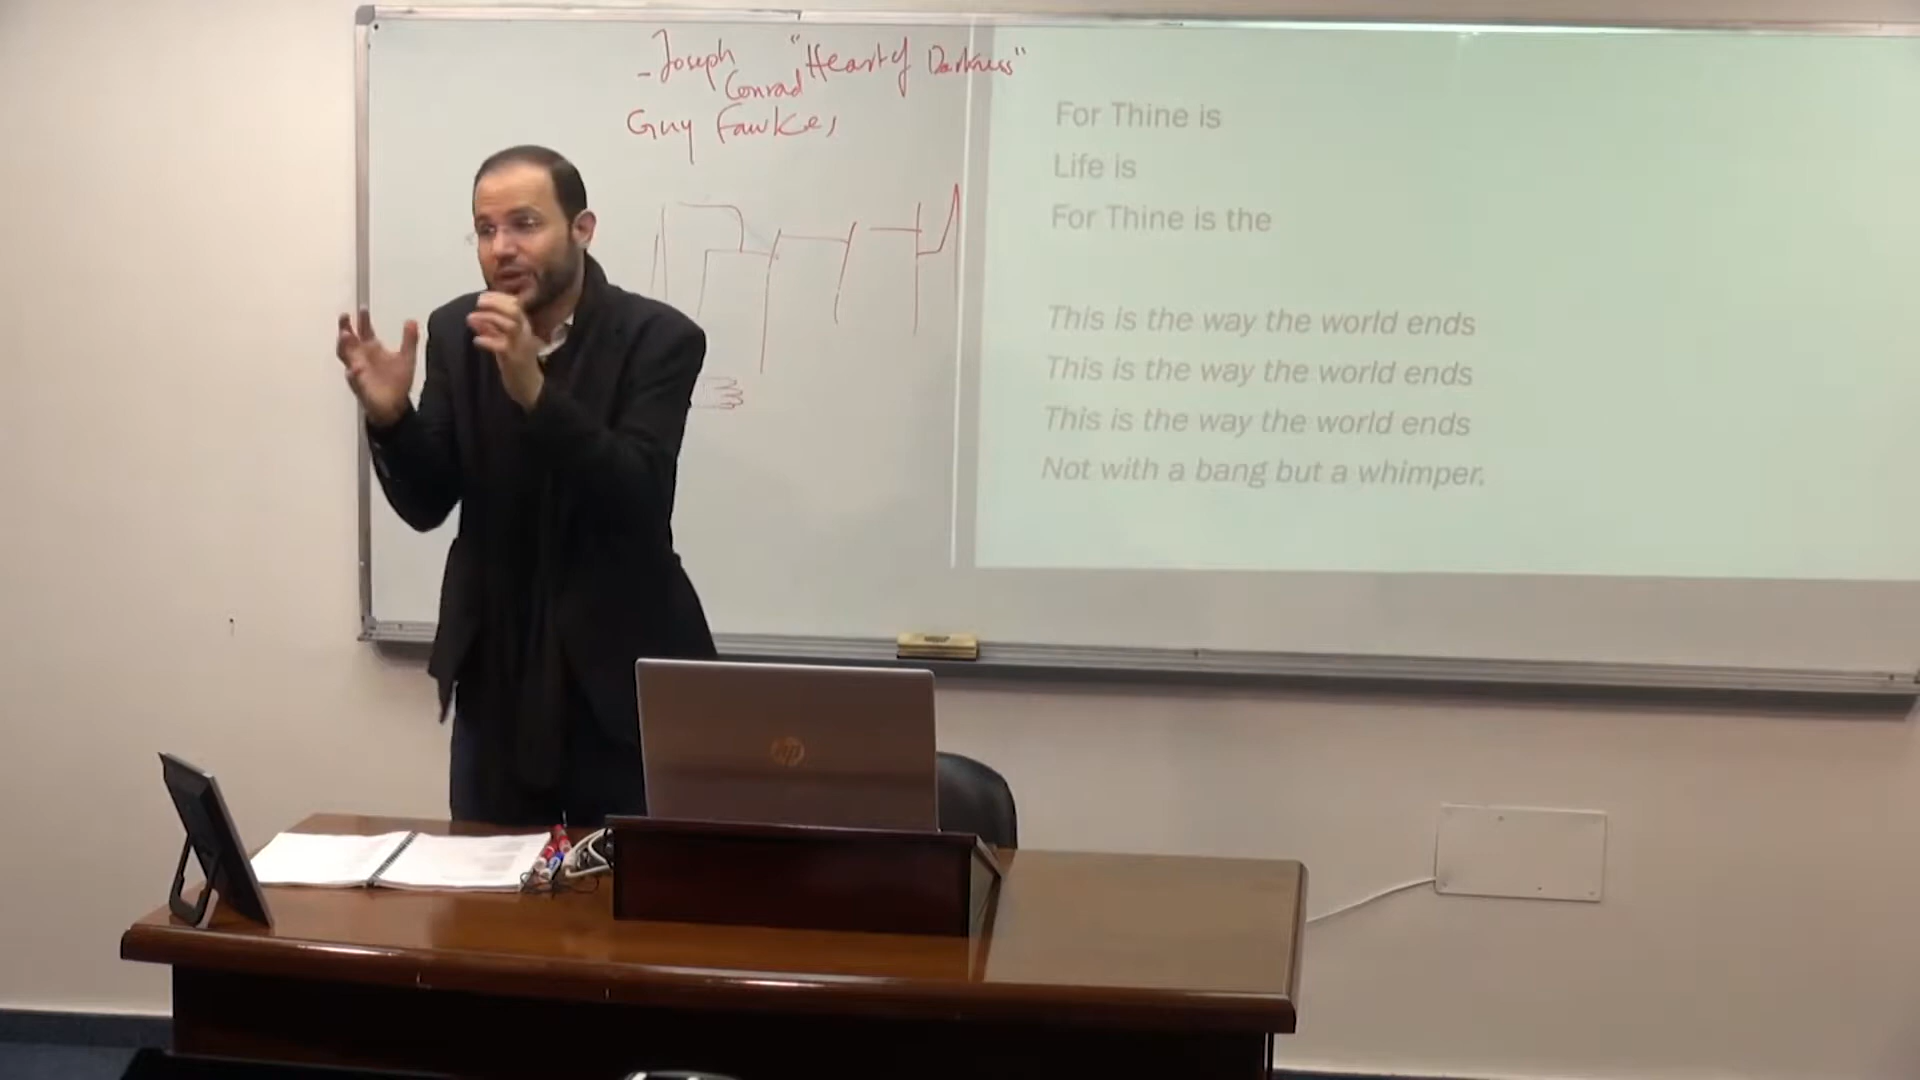 - Joseph "Heart of Darkness"
Conrad
Guy Fawkes
For Thine is
Life is
For Thine is the
This is the way the world ends
This is the way the world ends
This is the way the world ends
Not with a bang but a whimper.
hp